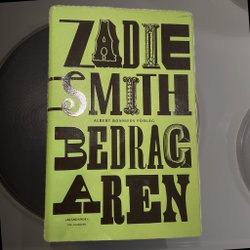 ZADIE
SMITH
ALBERT BONNIERS FÖRLAG
BEDRAG
AREN